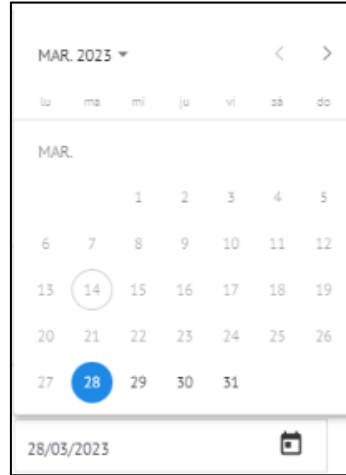 MAR. 2023
lu ma mi ju vi sá do
MAR.
1 2 3 4 5
6 7 8 9 10 11 12
13 14 15 16 17 18 19
20 21 22 23 24 25 26
27 28 29 30 31
28/03/2023